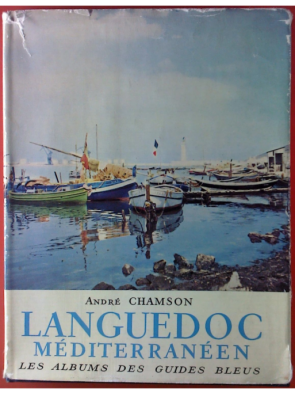 ANDRÉ CHAMSON
LANGUEDOC
MÉDITERRANÉEN
LES ALBUMS DES GUIDES BLEUS